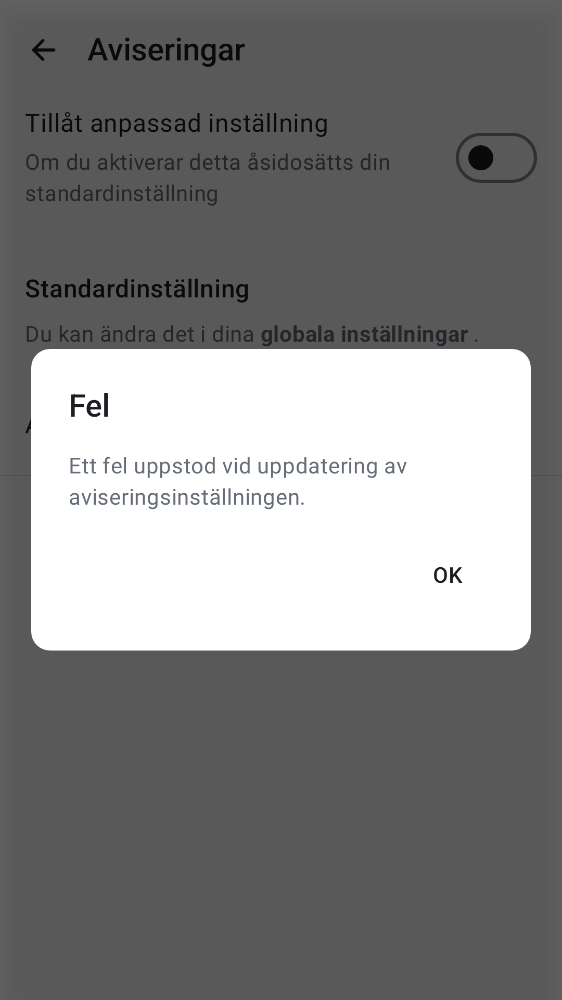 Aviseringar
Tillåt anpassad inställning
Om du aktiverar detta åsidosätts din
standardinställning
Standardinställning
Du kan ändra det i dina globala inställningar .
Fel
Ett fel uppstod vid uppdatering av
aviseringsinställningen.
OK